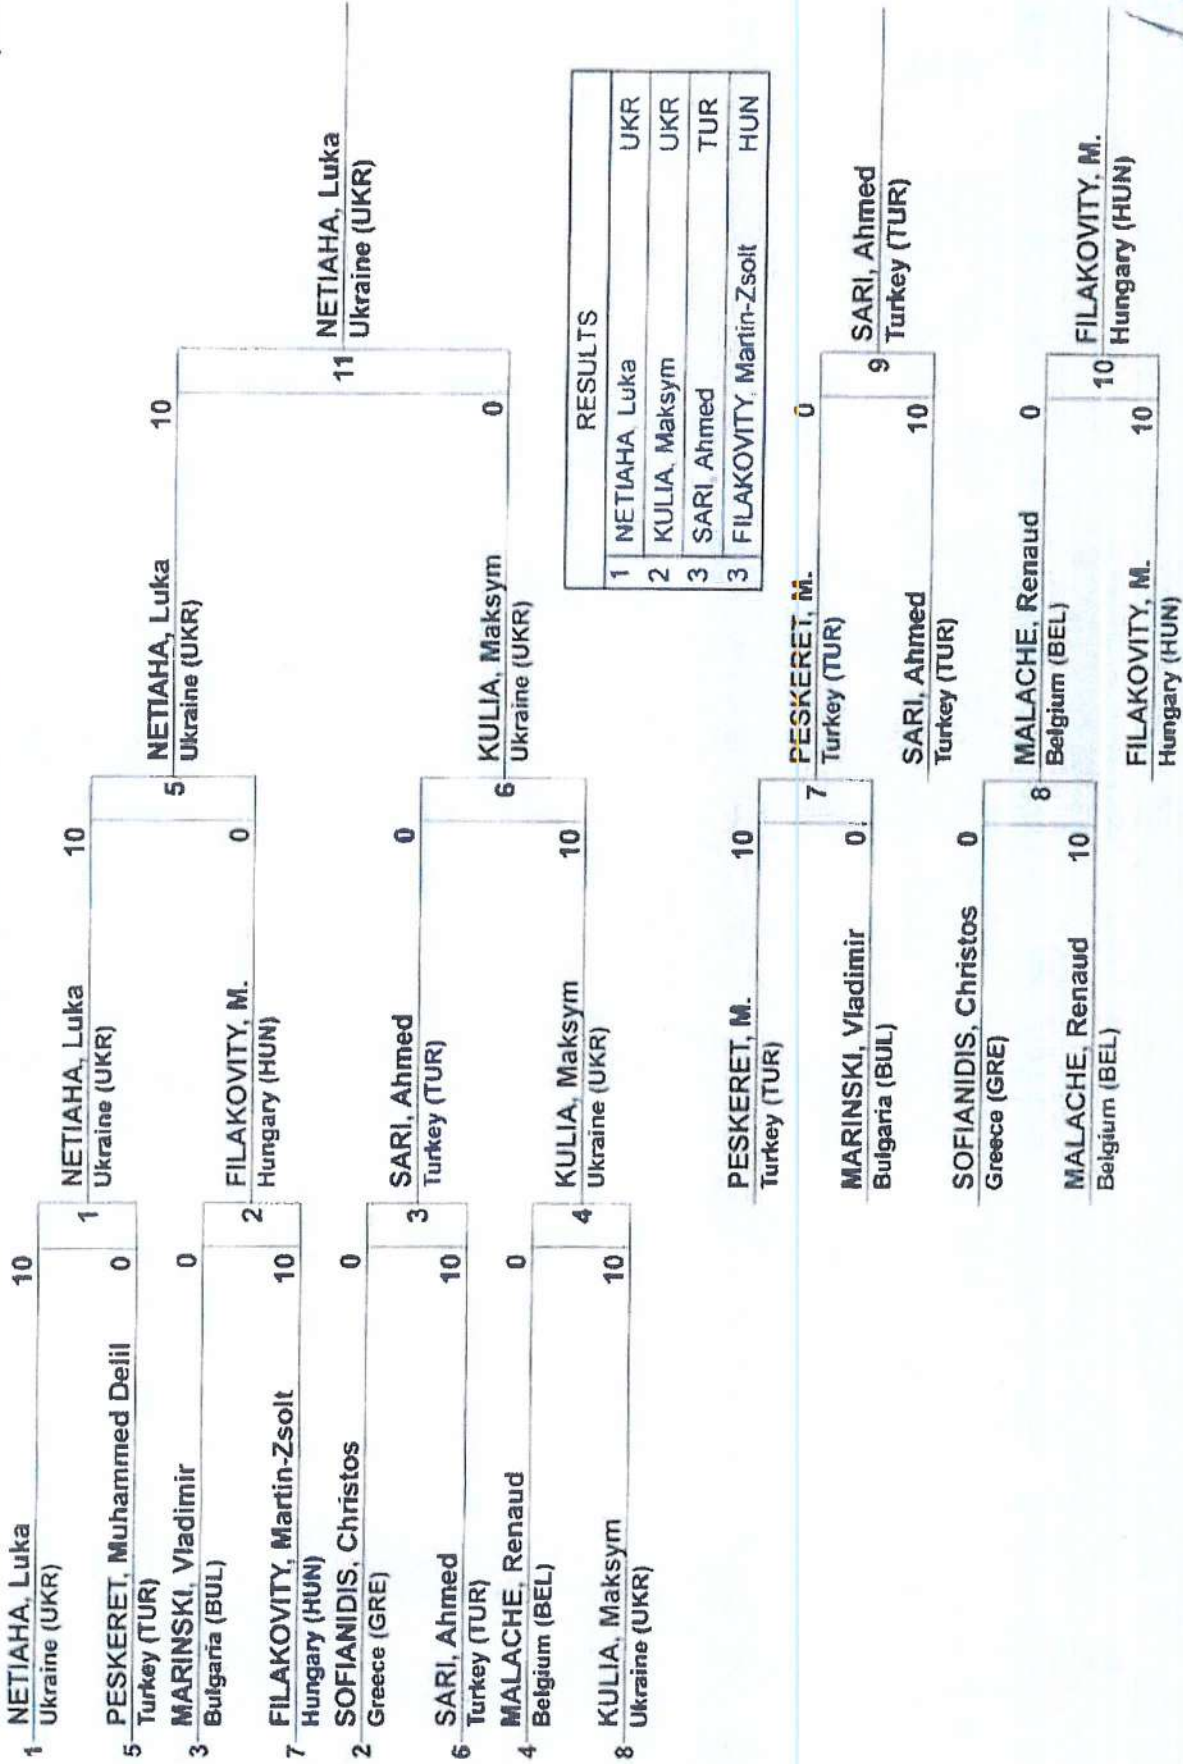 1 NETIAHA, Luka 10
Ukraine (UKR)
1
NETIAHA, Luka 10
Ukraine (UKR)
5 PESKERET, Muhammed Delil 0
Turkey (TUR)
5
NETIAHA, Luka 10
Ukraine (UKR)
3 MARINSKI, Vladimir 0
Bulgaria (BUL)
2
FILAKOVITY, M. 0
Hungary (HUN)
7 FILAKOVITY, Martin-Zsolt 10
Hungary (HUN)
11
NETIAHA, Luka
Ukraine (UKR)
2 SOFIANIDIS, Christos 0
Greece (GRE)
3
SARI, Ahmed 0
Turkey (TUR)
6 SARI, Ahmed 10
Turkey (TUR)
6
KULIA, Maksym 0
Ukraine (UKR)
4 MALACHE, Renaud 0
Belgium (BEL)
4
KULIA, Maksym 10
Ukraine (UKR)
8 KULIA, Maksym 10
Ukraine (UKR)
RESULTS
1 NETIAHA, Luka UKR
2 KULIA, Maksym UKR
3 SARI, Ahmed TUR
3 FILAKOVITY, Martin-Zsolt HUN
PESKERET, M. 10
Turkey (TUR)
7
PESKERET, M. 0
Turkey (TUR)
MARINSKI, Vladimir 0
Bulgaria (BUL)
9
SARI, Ahmed
Turkey (TUR)
SARI, Ahmed 10
Turkey (TUR)
SOFIANIDIS, Christos 0
Greece (GRE)
8
MALACHE, Renaud 0
Belgium (BEL)
MALACHE, Renaud 10
Belgium (BEL)
10
FILAKOVITY, M.
Hungary (HUN)
FILAKOVITY, M. 10
Hungary (HUN)